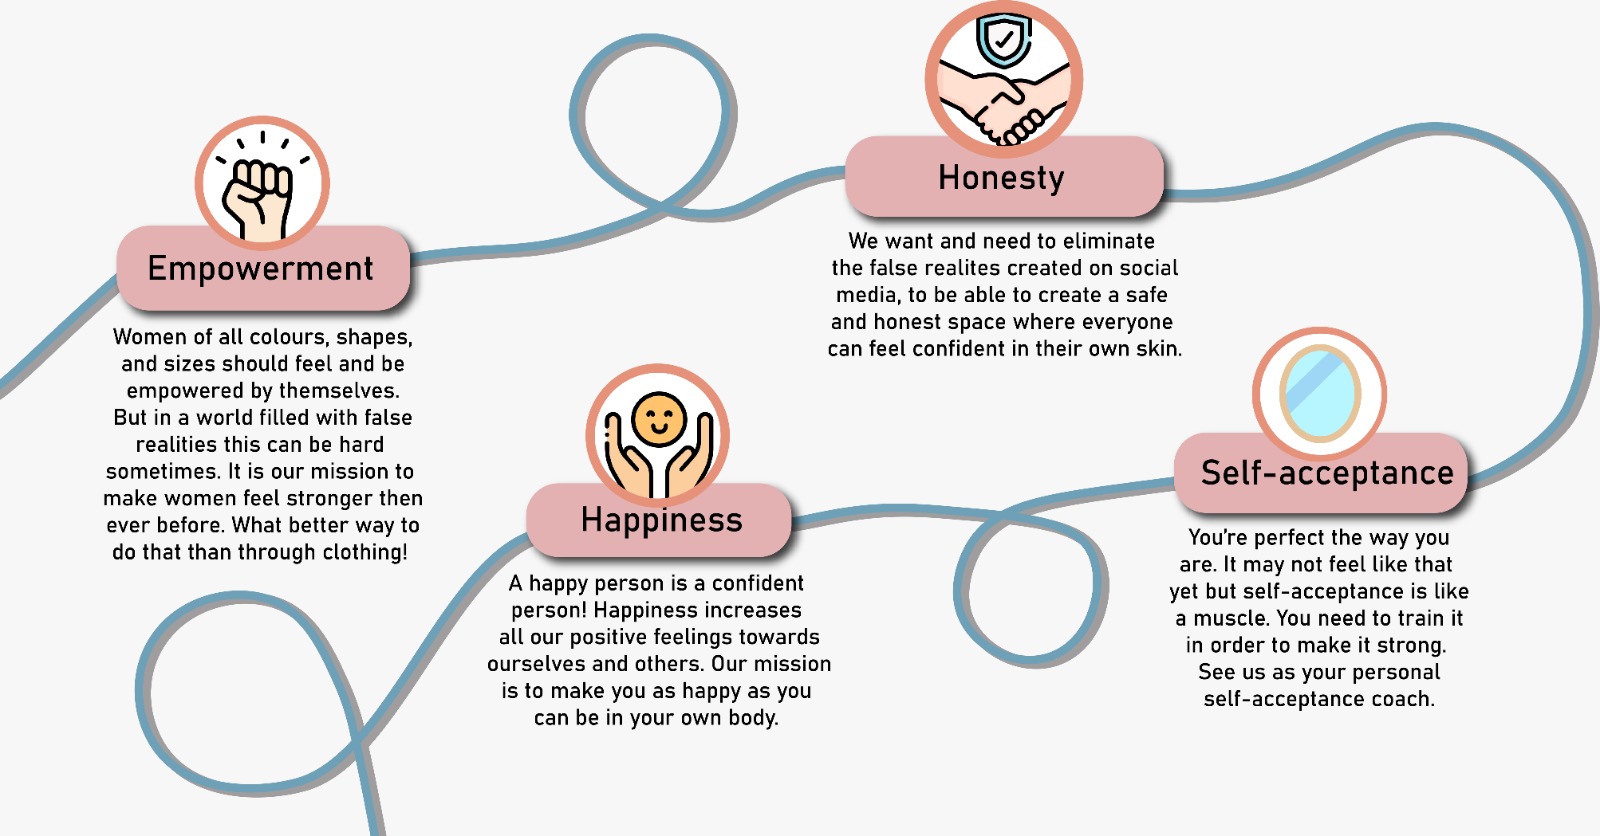 Empowerment
Women of all colours, shapes,
and sizes should feel and be
empowered by themselves.
But in a world filled with false
realities this can be hard
sometimes. It is our mission to
make women feel stronger then
ever before. What better way to
do that than through clothing!
Honesty
We want and need to eliminate
the false realites created on social
media, to be able to create a safe
and honest space where everyone
can feel confident in their own skin.
Self-acceptance
You're perfect the way you
are. It may not feel like that
yet but self-acceptance is like
a muscle. You need to train it
in order to make it strong.
See us as your personal
self-acceptance coach.
Happiness
A happy person is a confident
person! Happiness increases
all our positive feelings towards
ourselves and others. Our mission
is to make you as happy as you
can be in your own body.